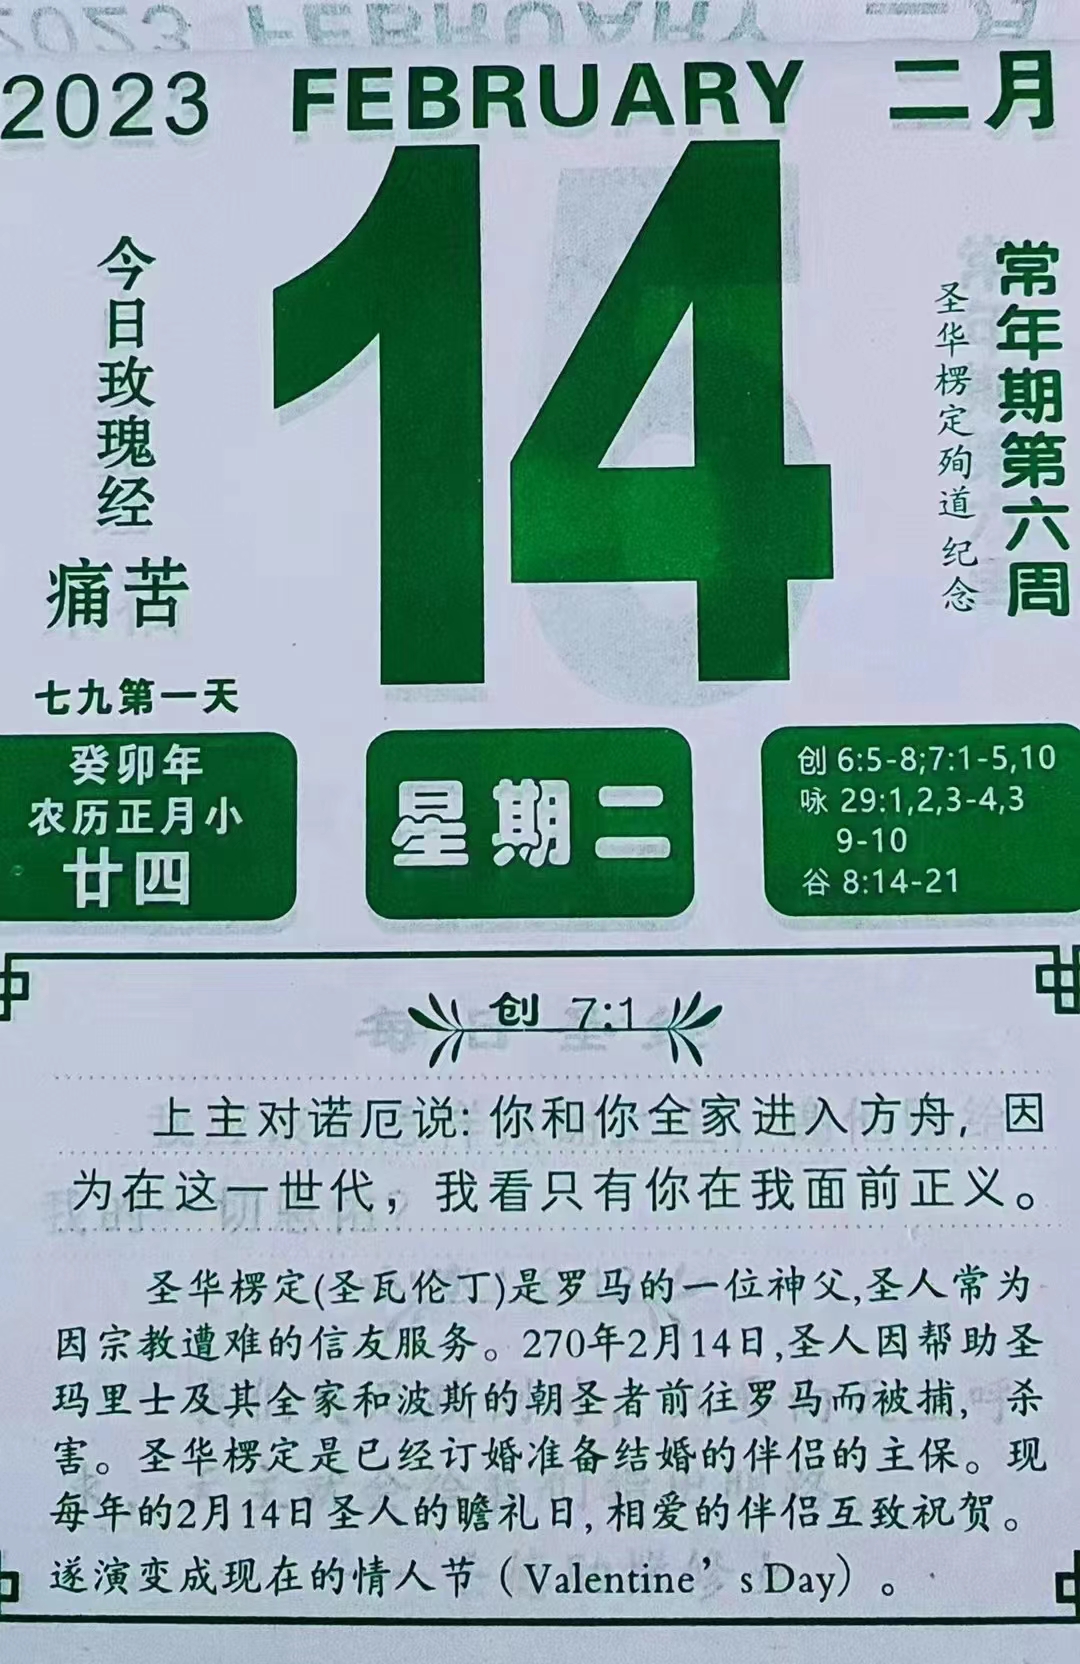 2023 FEBRUARY 二月
14
今日玫瑰经
痛苦
七九第一天
常年期第六周
圣华楞定殉道 纪念
癸卯年
农历正月小
廿四
星期二
创 6:5-8;7:1-5,10
咏 29:1,2,3-4,3
9-10
谷 8:14-21
创 7:1
上主对诺厄说: 你和你全家进入方舟, 因
为在这一世代，我看只有你在我面前正义。
圣华楞定(圣瓦伦丁)是罗马的一位神父,圣人常为
因宗教遭难的信友服务。270年2月14日,圣人因帮助圣
玛里士及其全家和波斯的朝圣者前往罗马而被捕，杀
害。圣华楞定是已经订婚准备结婚的伴侣的主保。现
每年的2月14日圣人的瞻礼日, 相爱的伴侣互致祝贺。
遂演变成现在的情人节（Valentine’s Day）。